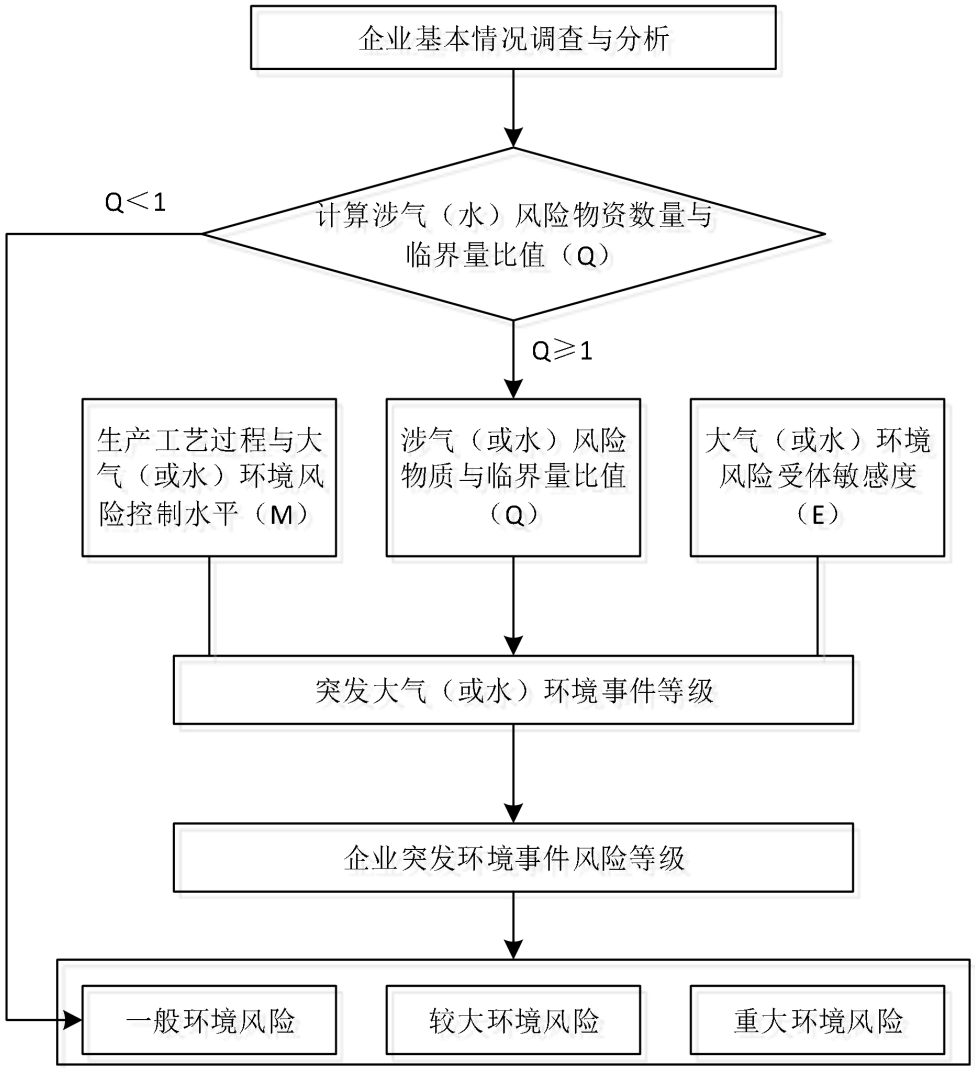 企业基本情况调查与分析
Q＜1
计算涉气（水）风险物资数量与
临界量比值（Q）
Q≥1
生产工艺过程与大
气（或水）环境风
险控制水平（M）
涉气（或水）风险
物质与临界量比值
（Q）
大气（或水）环境
风险受体敏感度
（E）
突发大气（或水）环境事件等级
企业突发环境事件风险等级
一般环境风险
较大环境风险
重大环境风险